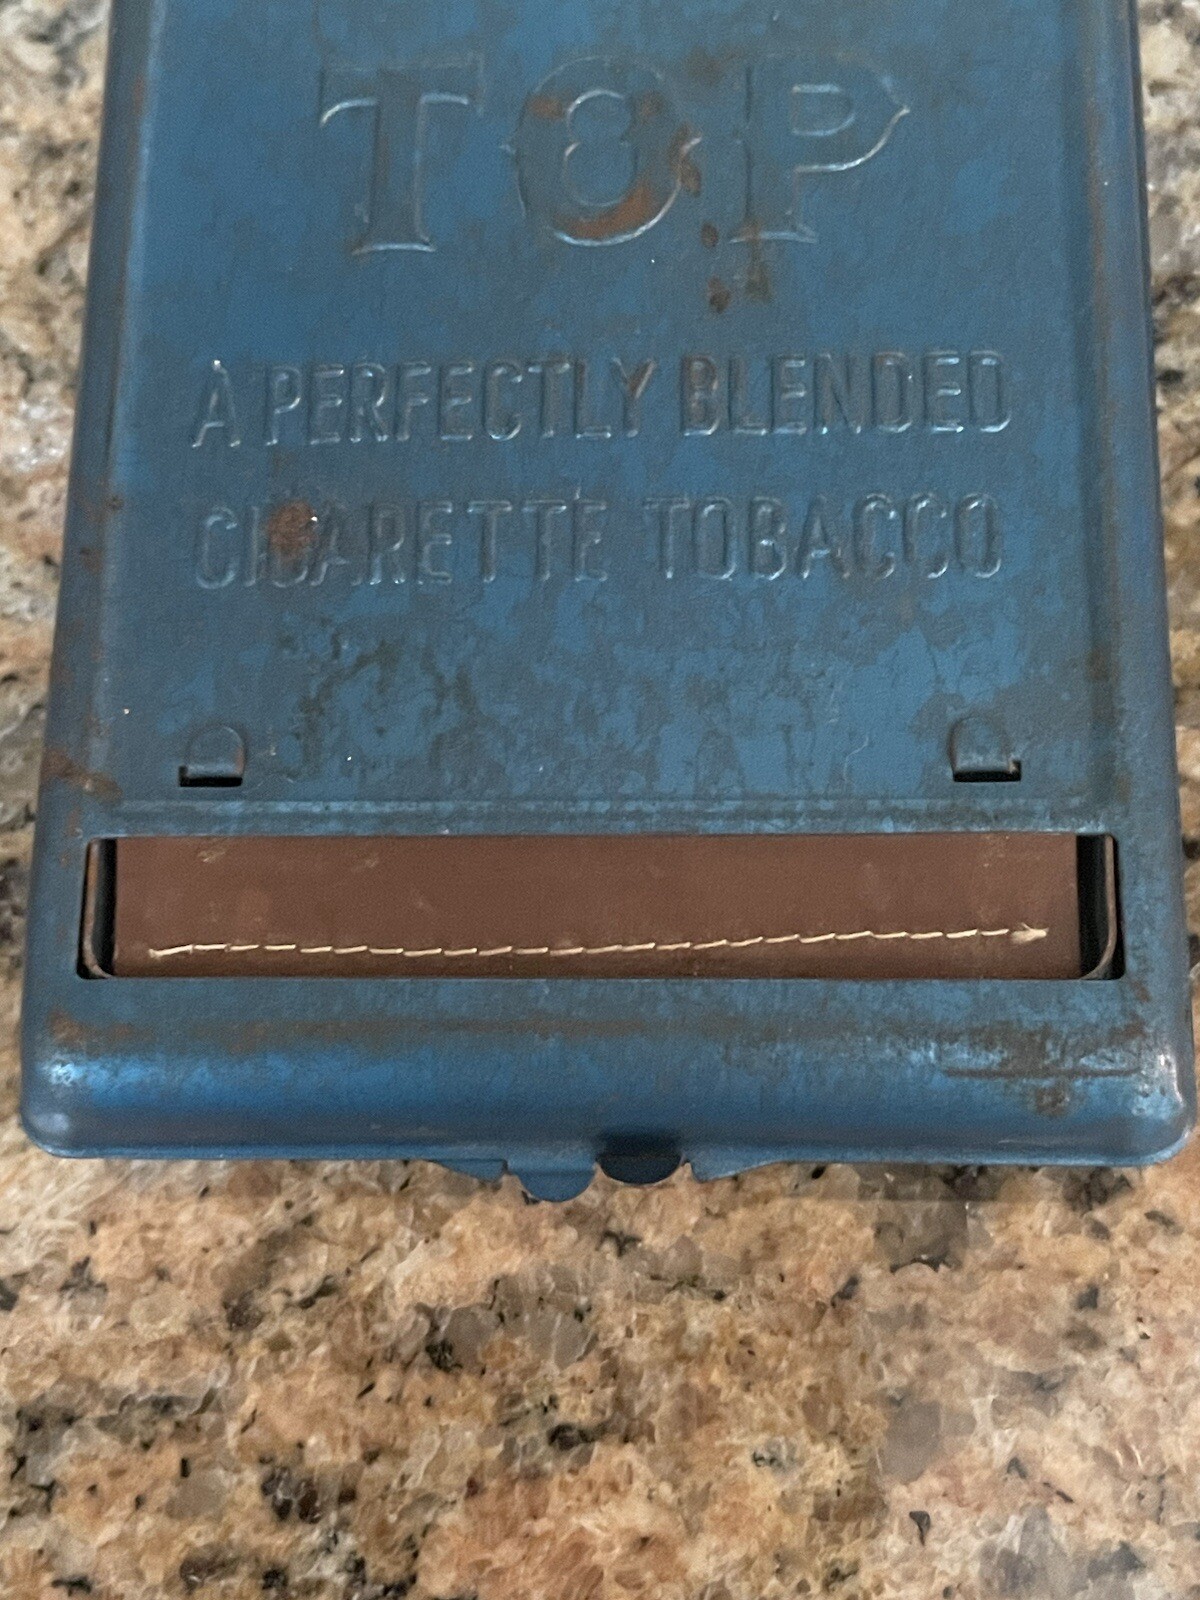 TOP
A PERFECTLY BLENDED
CIGARETTE TOBACCO